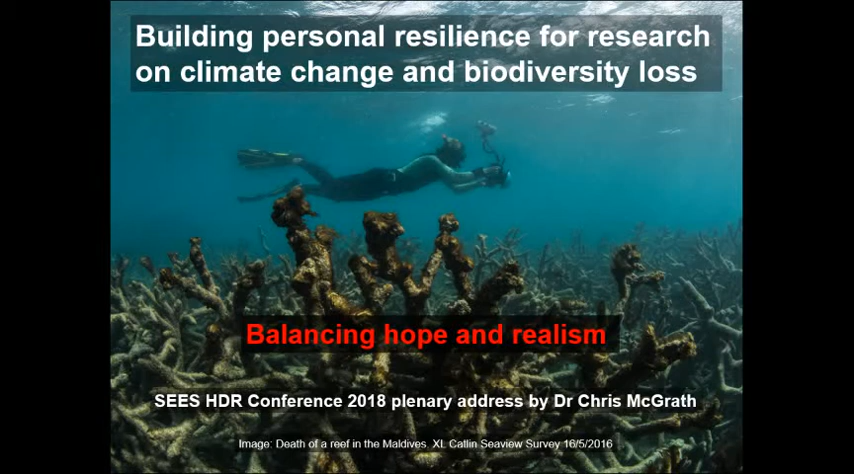 Building personal resilience for research
on climate change and biodiversity loss
Balancing hope and realism
SEES HDR Conference 2018 plenary address by Dr Chris McGrath
Image: Death of a reef in the Maldives. XL Catlin Seaview Survey 16/5/2016